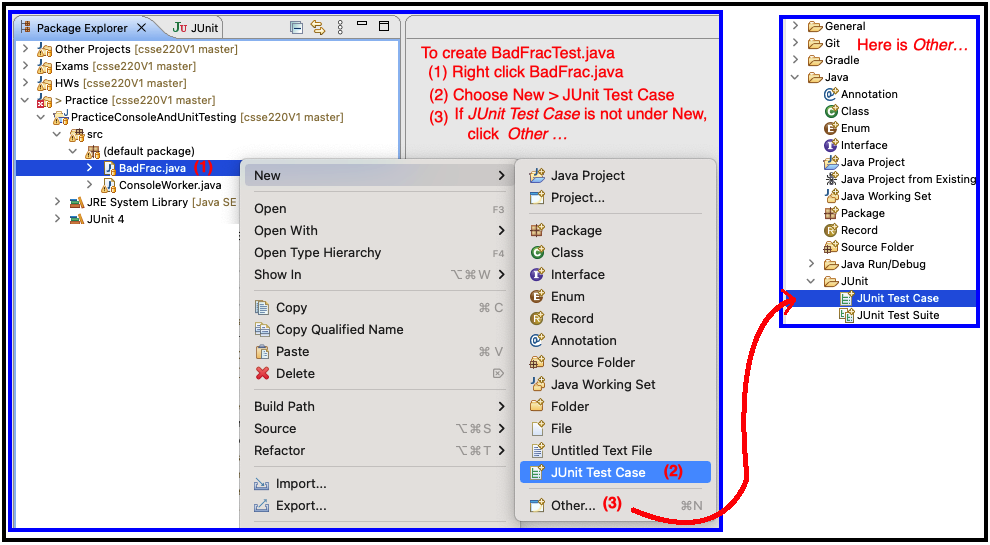 Package Explorer
JUnit
Other Projects [csse220V1 master]
Exams [csse220V1 master]
HWs [csse220V1 master]
> Practice [csse220V1 master]
PracticeConsoleAndUnitTesting [csse220V1 master]
src
(default package)
BadFrac.java (1)
ConsoleWorker.java
JRE System Library [Java SE
JUnit 4
To create BadFracTest.java
(1) Right click BadFrac.java
(2) Choose New > JUnit Test Case
(3) If JUnit Test Case is not under New,
click Other ...
New
Open F3
Open With
Open Type Hierarchy F4
Show In ⌥⌘W
Copy ⌘C
Copy Qualified Name
Paste ⌘V
Delete
Build Path
Source ⌥⌘S
Refactor ⌥⌘T
Import...
Export...
Java Project
Project...
Package
Class
Interface
Enum
Record
Annotation
Source Folder
Java Working Set
Folder
File
Untitled Text File
JUnit Test Case (2)
Other... (3) ⌘N
General
Git
Here is Other...
Gradle
Java
Annotation
Class
Enum
Interface
Java Project
Java Project from Existing
Java Working Set
Package
Record
Source Folder
Java Run/Debug
JUnit
JUnit Test Case
JUnit Test Suite